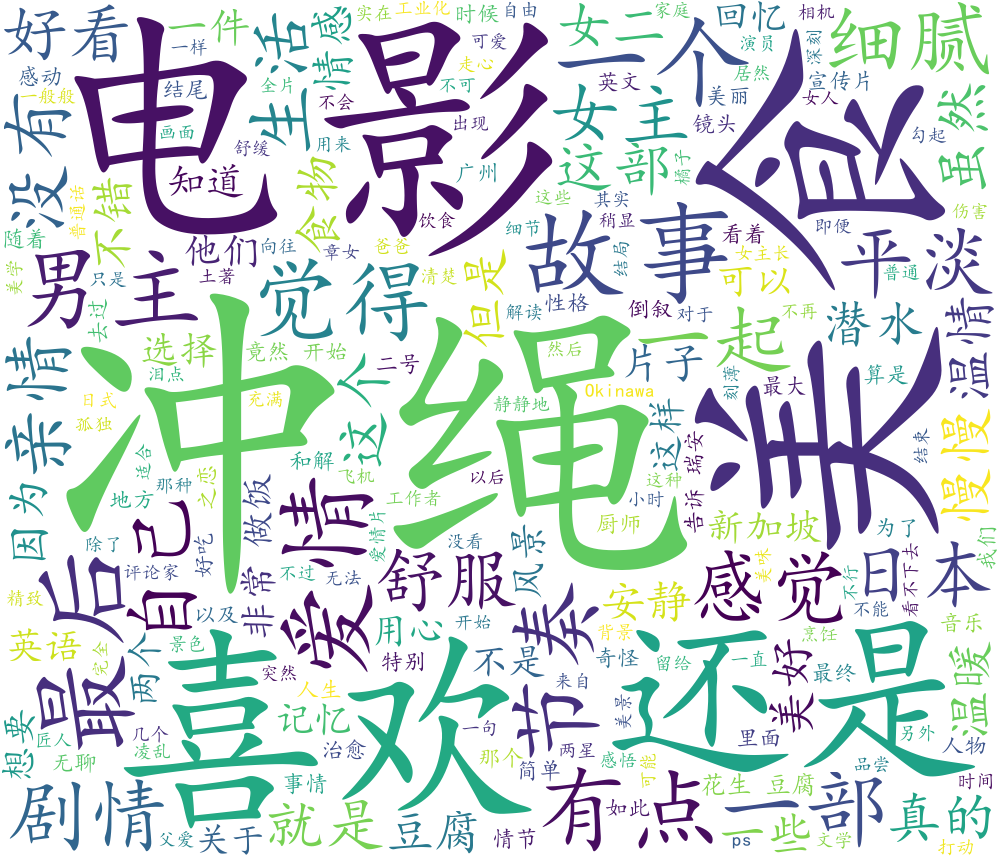 好看
一件
生活
情感
实在
工业化
时候
自由
女二
家庭
一个
回忆
相机
细腻
感动
一样
一般般
结尾
电影
全片
不会
走心
可爱
不可
英文
演员
居然
美丽
宣传片
深刻
女人
美食
勾起
虽然
没有
画面
舒缓
用来
出现
女主
镜头
知道
不错
食物
广州
这部
橘子
普通话
饮食
这些
其实
稍显
即便
伤害
随着
他们
向往
章女
爸爸
细节
故事
看着
平淡
美学
男主
只是
土著
觉得
清楚
但是
结局
女主长
可以
普通
去过
解读
性格
倒叙
对于
不再
潜水
温情
亲情
选择
竟然
开始
二号
然后
一起
片子
刻薄
最大
算是
泪点
这个
Okinawa
日式
充满
静静地
孤独
冲绳
这样
瑞安
结束
慢慢
因为
适合
那种
之恋
和解
飞机
以后
这种
告诉
地方
自己
做饭
爱情
工作者
小时
厨师
新加坡
为了
我们
除了
好吃
爱情片
没看
风景
美味
看不下去
最后
评论家
不过
无法
舒服
感觉
不行
日本
精致
以及
非常
安静
不能
英语
景色
用心
开始
节奏
背景
烹饪
音乐
完全
两个
突然
特别
不是
奇怪
留给
一直
最终
温暖
想要
喜欢
人生
来自
还是
美好
匠人
几个
记忆
一句
美景
另外
无聊
凌乱
治愈
那个
两星
感悟
里面
人物
事情
简单
可能
品尝
时间
剧情
父爱
关于
就是
豆腐
情节
有点
如此
花生
豆腐
一部
一些
ps
文学
真的
打动